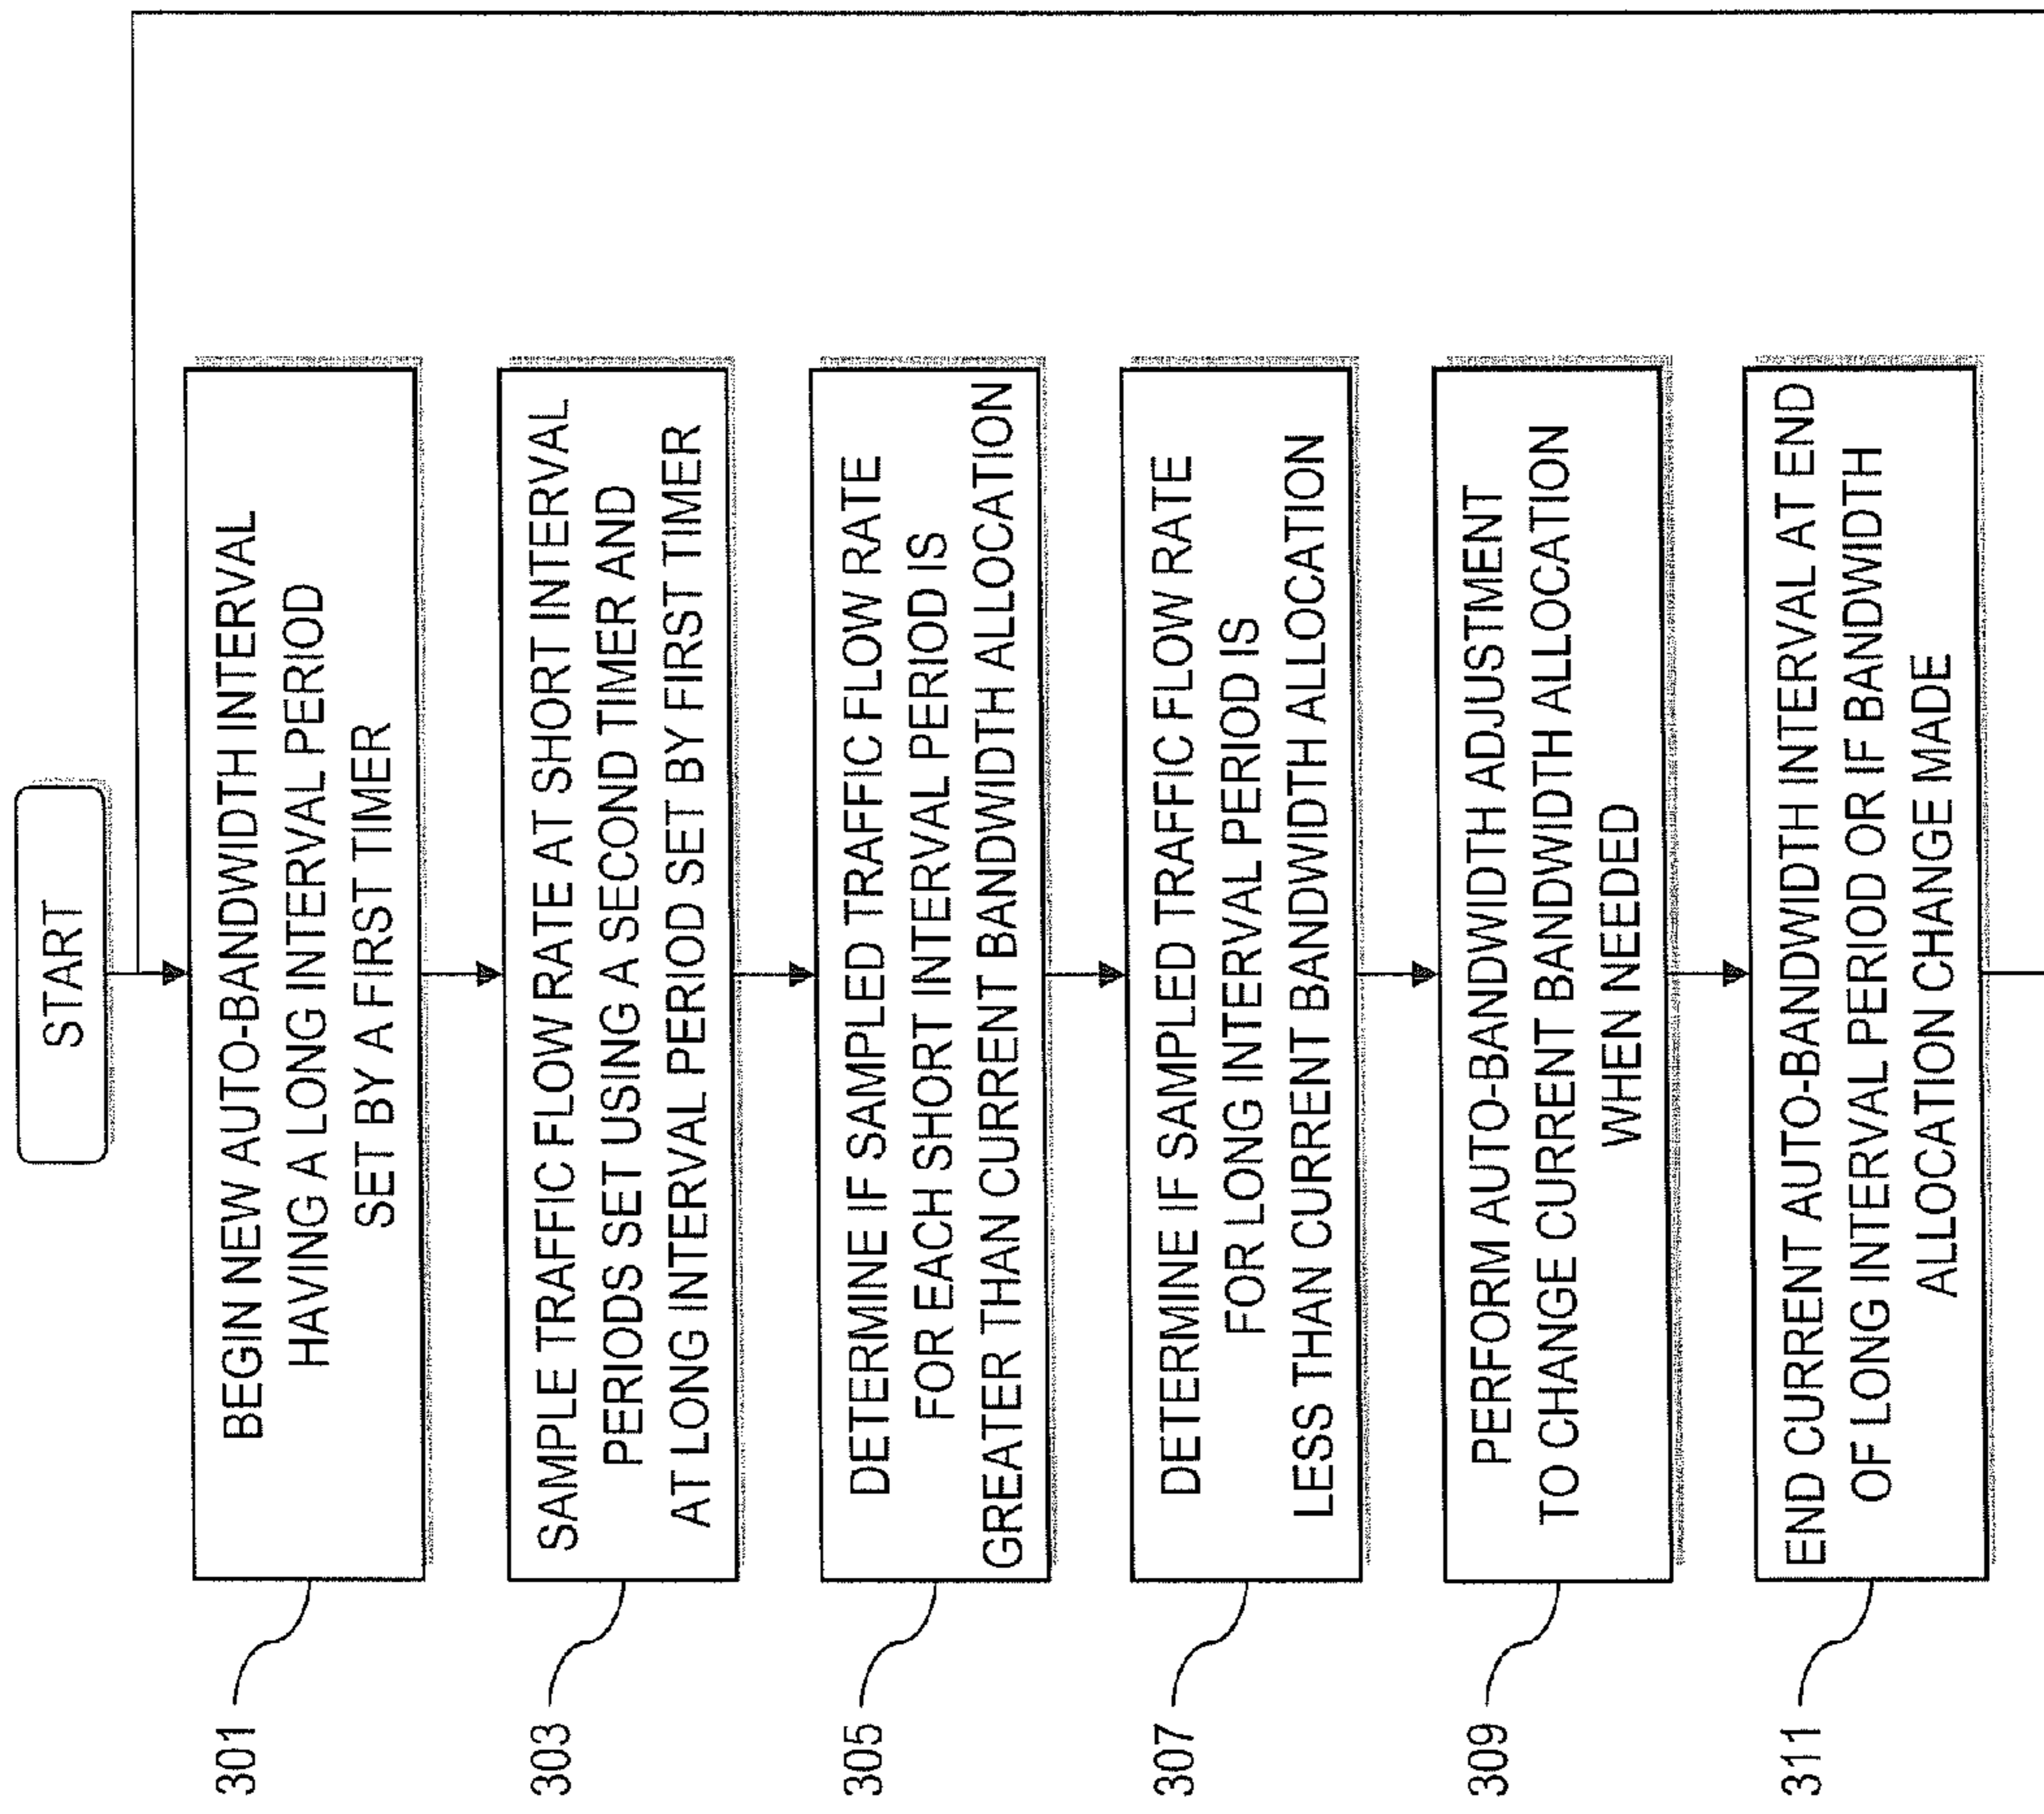 START
301
BEGIN NEW AUTO-BANDWIDTH INTERVAL
HAVING A LONG INTERVAL PERIOD
SET BY A FIRST TIMER
303
SAMPLE TRAFFIC FLOW RATE AT SHORT INTERVAL
PERIODS SET USING A SECOND TIMER AND
AT LONG INTERVAL PERIOD SET BY FIRST TIMER
305
DETERMINE IF SAMPLED TRAFFIC FLOW RATE
FOR EACH SHORT INTERVAL PERIOD IS
GREATER THAN CURRENT BANDWIDTH ALLOCATION
307
DETERMINE IF SAMPLED TRAFFIC FLOW RATE
FOR LONG INTERVAL PERIOD IS
LESS THAN CURRENT BANDWIDTH ALLOCATION
309
PERFORM AUTO-BANDWIDTH ADJUSTMENT
TO CHANGE CURRENT BANDWIDTH ALLOCATION
WHEN NEEDED
311
END CURRENT AUTO-BANDWIDTH INTERVAL AT END
OF LONG INTERVAL PERIOD OR IF BANDWIDTH
ALLOCATION CHANGE MADE